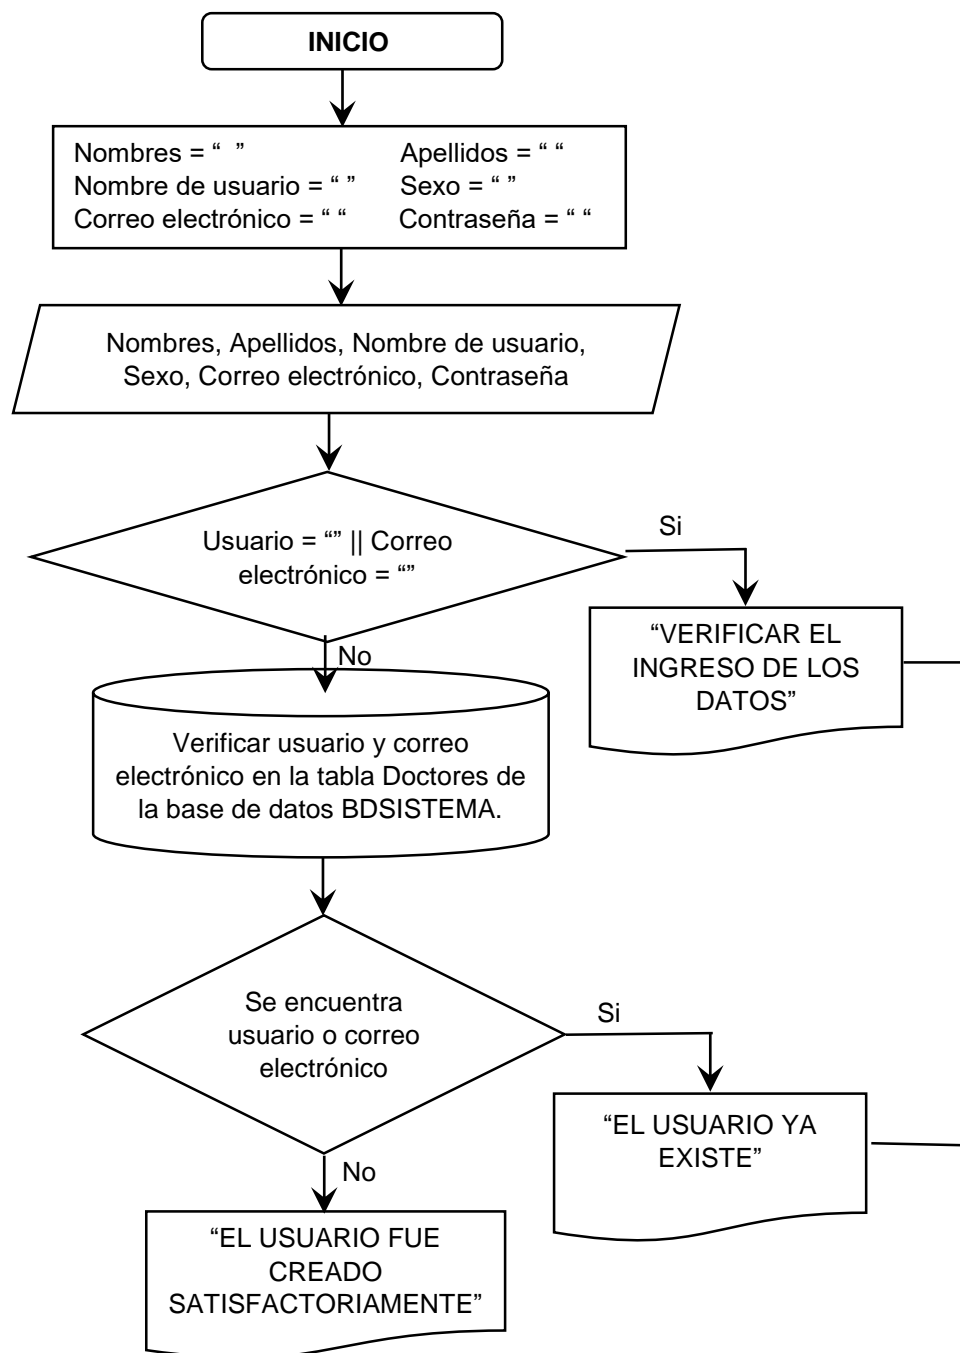 INICIO
Nombres = “  ” Apellidos = “ “
Nombre de usuario = “ ” Sexo = “ ”
Correo electrónico = “ “ Contraseña = “ “
Nombres, Apellidos, Nombre de usuario,
Sexo, Correo electrónico, Contraseña
Usuario = “” || Correo
electrónico = “”
Si
“VERIFICAR EL
INGRESO DE LOS
DATOS”
No
Verificar usuario y correo
electrónico en la tabla Doctores de
la base de datos BDSISTEMA.
Se encuentra
usuario o correo
electrónico
Si
“EL USUARIO YA
EXISTE”
No
“EL USUARIO FUE
CREADO
SATISFACTORIAMENTE”